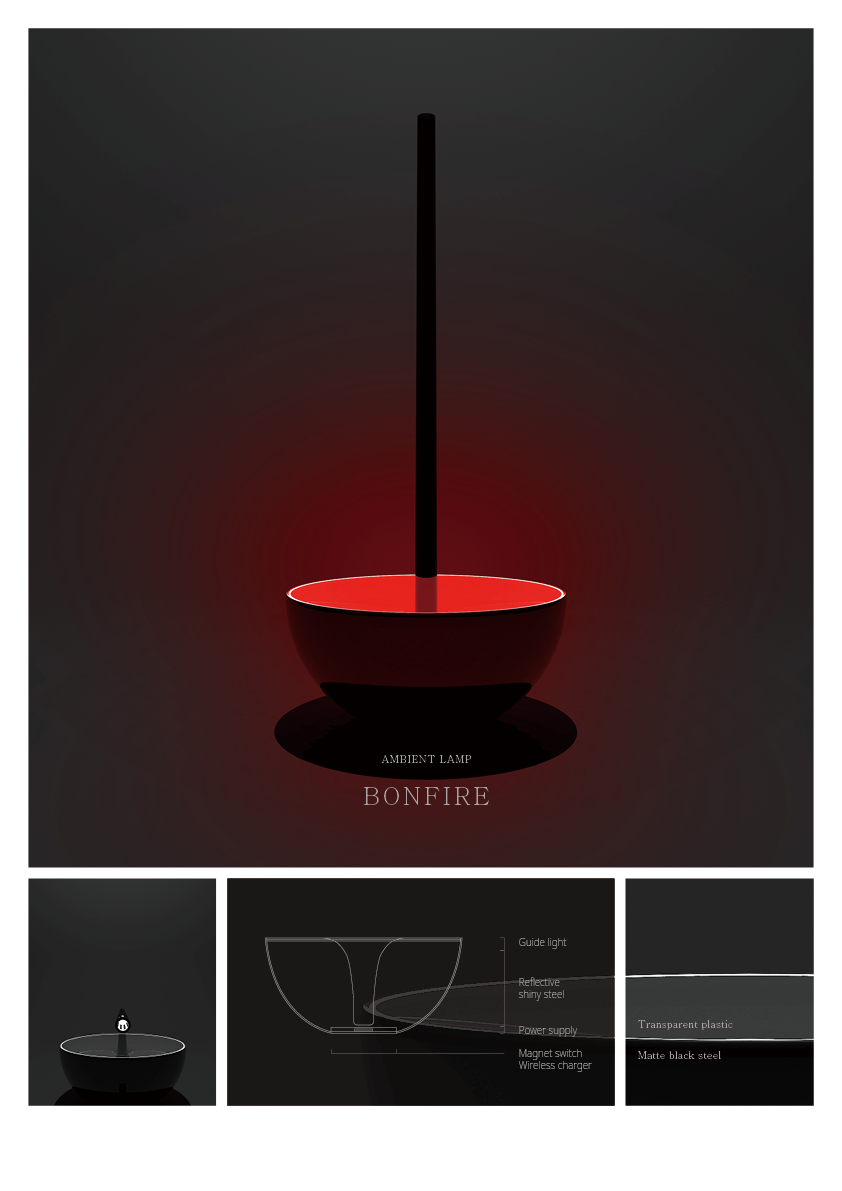 AMBIENT LAMP
BONFIRE
Guide light
Reflective
shiny steel
Power supply
Magnet switch
Wireless charger
Transparent plastic
Matte black steel